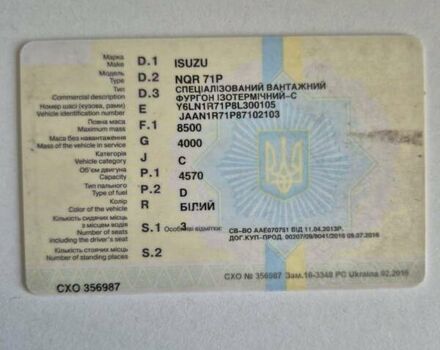 Марка
Make D.1 ISUZU
Модель
Type D.2 NQR 71P
Тип D.3 СПЕЦІАЛІЗОВАНИЙ ВАНТАЖНИЙ
Commercial description ФУРГОН ІЗОТЕРМІЧНИЙ-С
Номер шасі (кузова, рами) E Y6LN1R71P8L300105
Vehicle identification number JAAN1R71P87102103
Повна маса
Maximum mass F.1 8500
Маса без навантаження
Mass of the vehicle in service G 4000
Категорія
Vehicle category J C
Об'єм двигуна
Capacity P.1 4570
Тип пального
Type of fuel P.2 D
Колір
Color of the vehicle R БІЛИЙ
Кількість сидячих місць
з місцем водія
Number of seats
including the driver's seat S.1 3 Особливі відмітки: СВ-ВО ААЕ070751 ВІД 11.04.2013Р.
ДОГ.КУП-ПРОД. 00207/09/9041/2016 09.07.2016
Кількість стоячих місць
Number of standing places S.2
СХО № 356987 Зам.16-3348 РС Ukraina 02.2016
СХО 356987